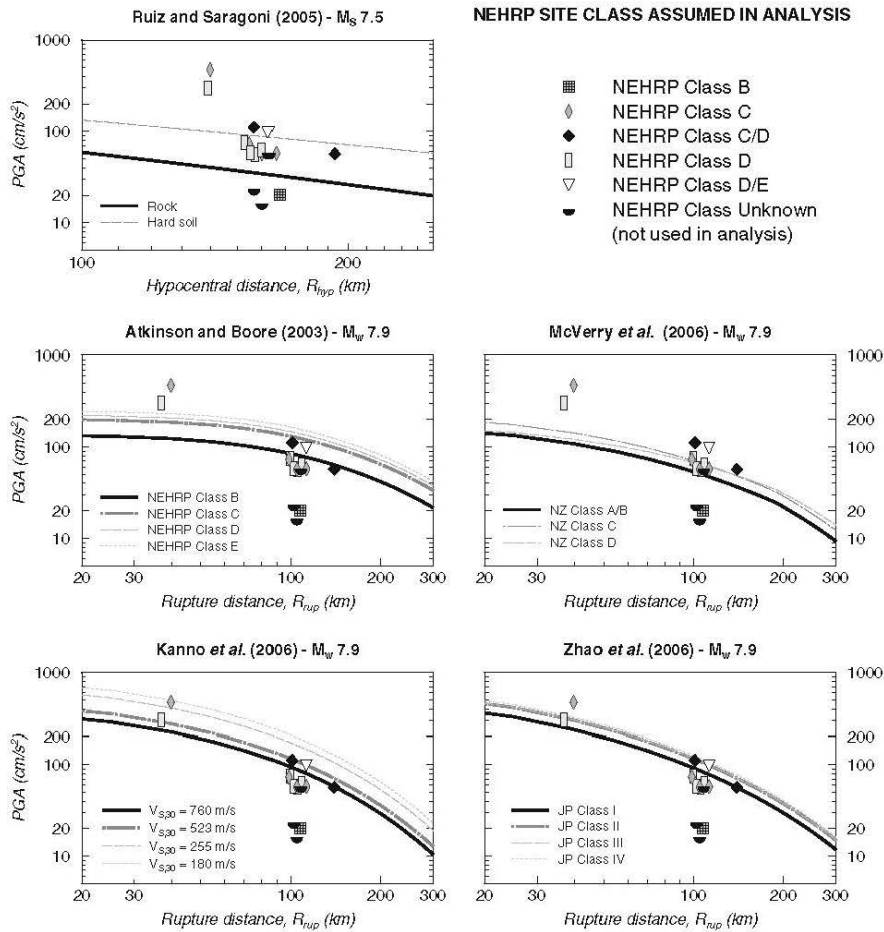 Ruiz and Saragoni (2005) - MS 7.5
NEHRP SITE CLASS ASSUMED IN ANALYSIS
1000
200
100
20
10
PGA (cm/s²)
Rock
Hard soil
100
200
Hypocentral distance, Rhyp (km)
NEHRP Class B
NEHRP Class C
NEHRP Class C/D
NEHRP Class D
NEHRP Class D/E
NEHRP Class Unknown
(not used in analysis)
Atkinson and Boore (2003) - Mw 7.9
1000
200
100
20
10
PGA (cm/s²)
NEHRP Class B
NEHRP Class C
NEHRP Class D
NEHRP Class E
20 30 100 200 300
Rupture distance, Rrup (km)
McVerry et al. (2006) - Mw 7.9
1000
200
100
20
10
NZ Class A/B
NZ Class C
NZ Class D
20 30 100 200 300
Rupture distance, Rrup (km)
Kanno et al. (2006) - Mw 7.9
1000
200
100
20
10
PGA (cm/s²)
VS,30 = 760 m/s
VS,30 = 523 m/s
VS,30 = 255 m/s
VS,30 = 180 m/s
20 30 100 200 300
Rupture distance, Rrup (km)
Zhao et al. (2006) - Mw 7.9
1000
200
100
20
10
JP Class I
JP Class II
JP Class III
JP Class IV
20 30 100 200 300
Rupture distance, Rrup (km)